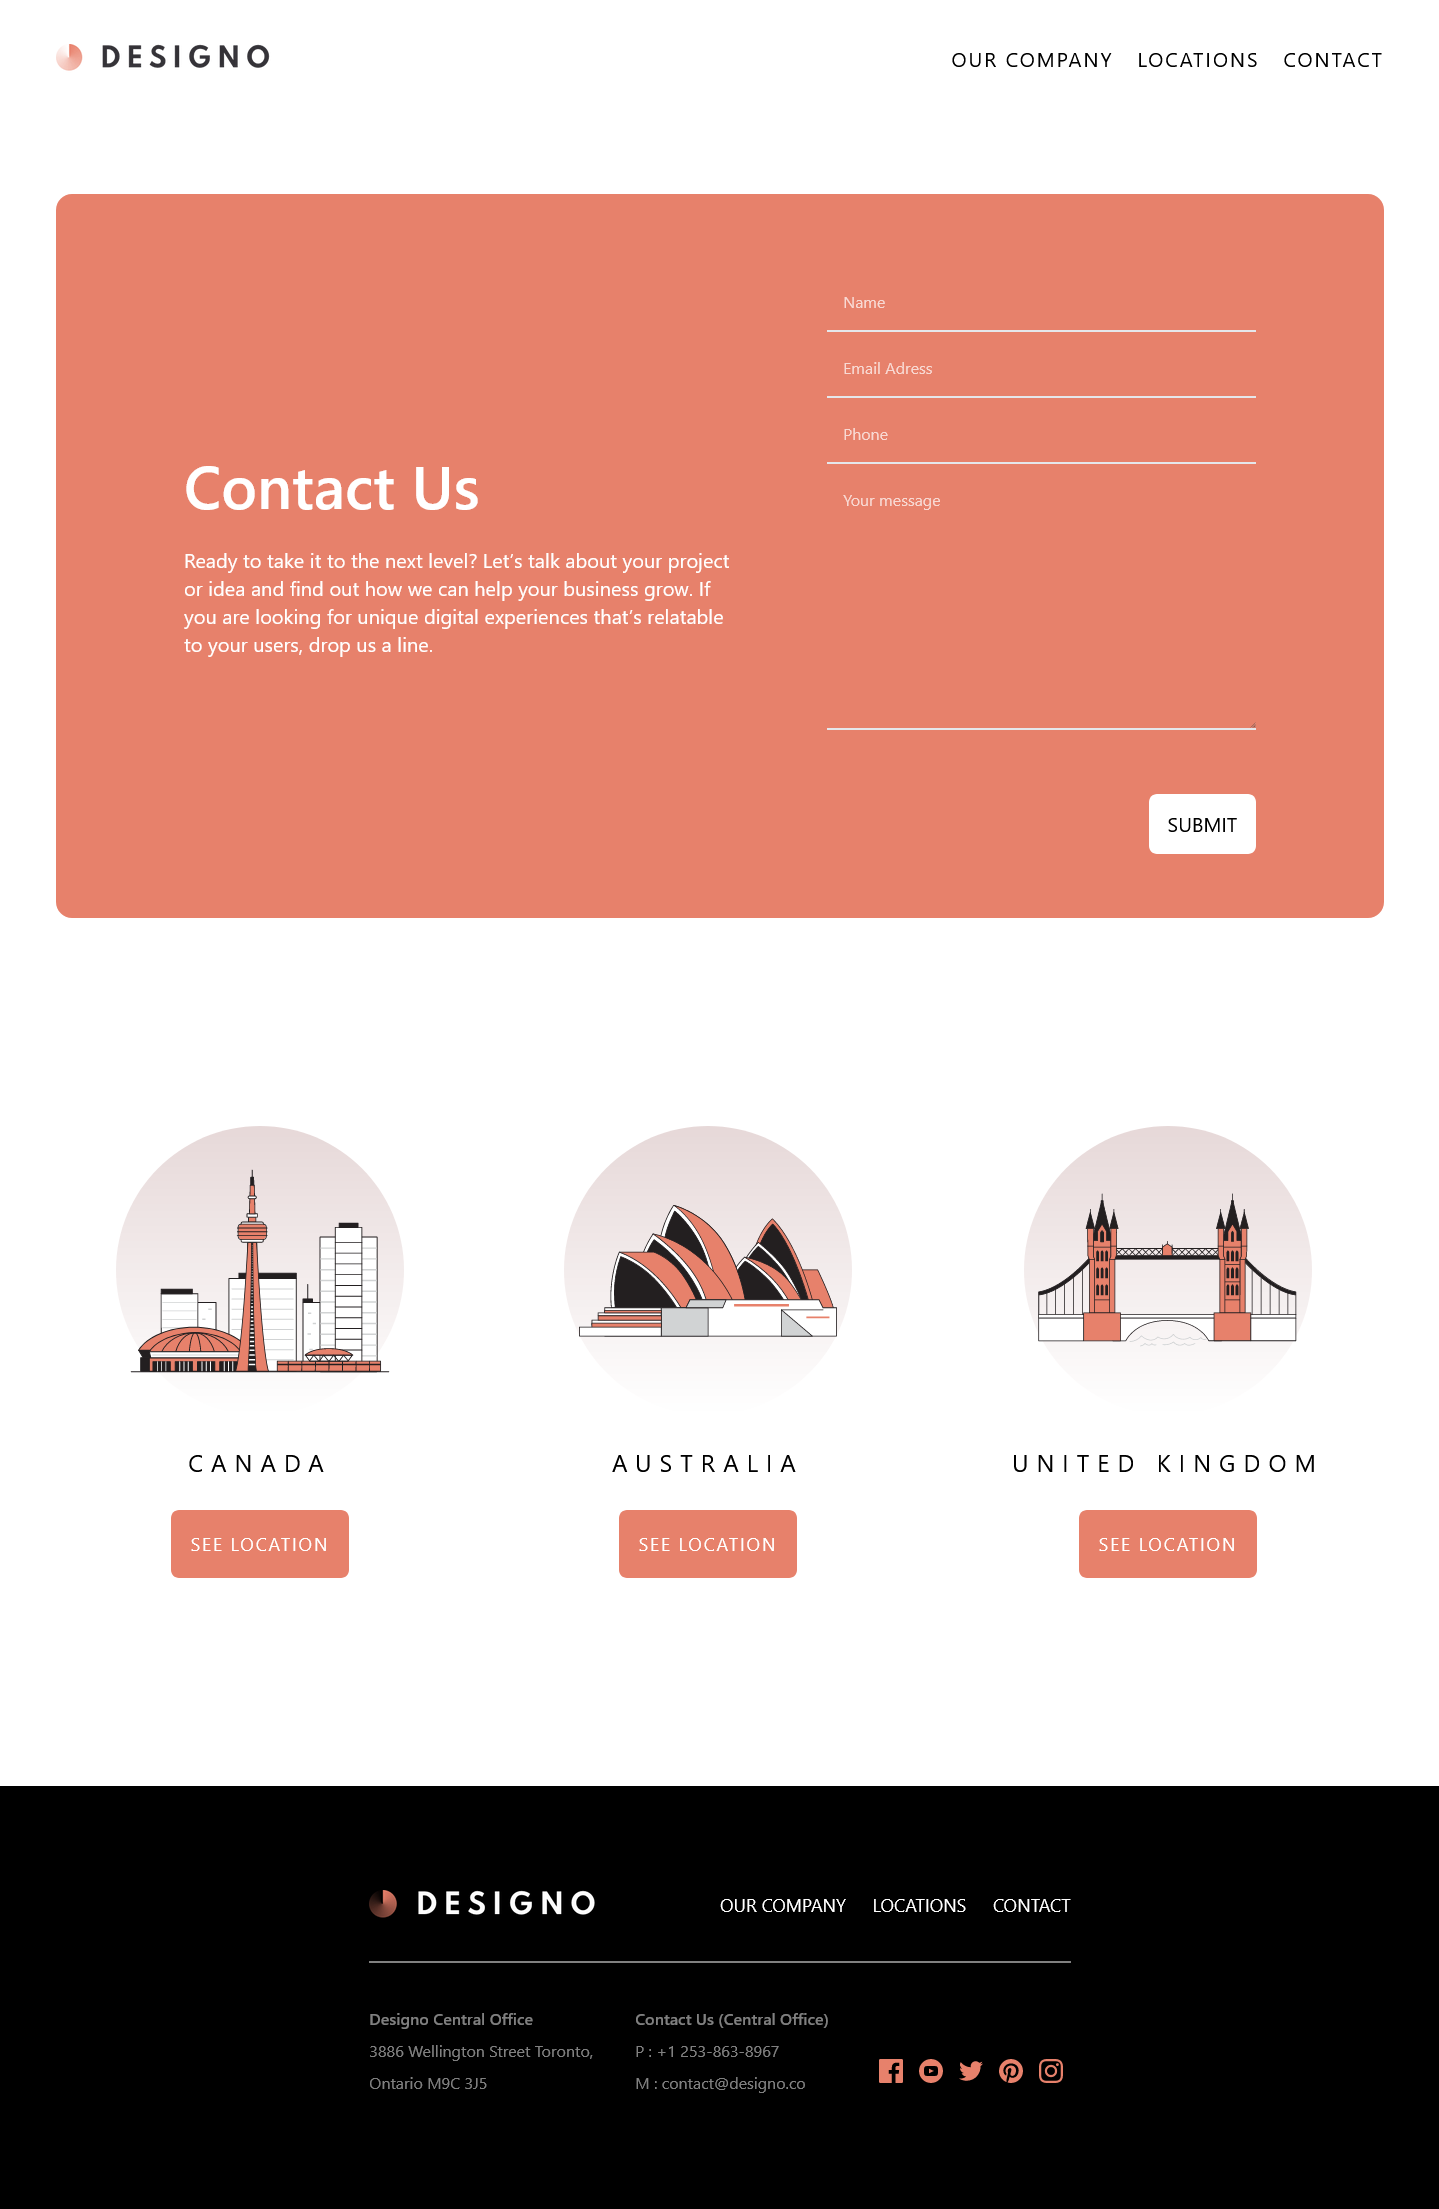 DESIGNO
OUR COMPANY LOCATIONS CONTACT
Name
Email Adress
Phone
Your message
Contact Us
Ready to take it to the next level? Let’s talk about your project
or idea and find out how we can help your business grow. If
you are looking for unique digital experiences that’s relatable
to your users, drop us a line.
SUBMIT
CANADA
AUSTRALIA
UNITED KINGDOM
SEE LOCATION
SEE LOCATION
SEE LOCATION
DESIGNO
OUR COMPANY LOCATIONS CONTACT
Designo Central Office
3886 Wellington Street Toronto,
Ontario M9C 3J5
Contact Us (Central Office)
P : +1 253-863-8967
M : contact@designo.co